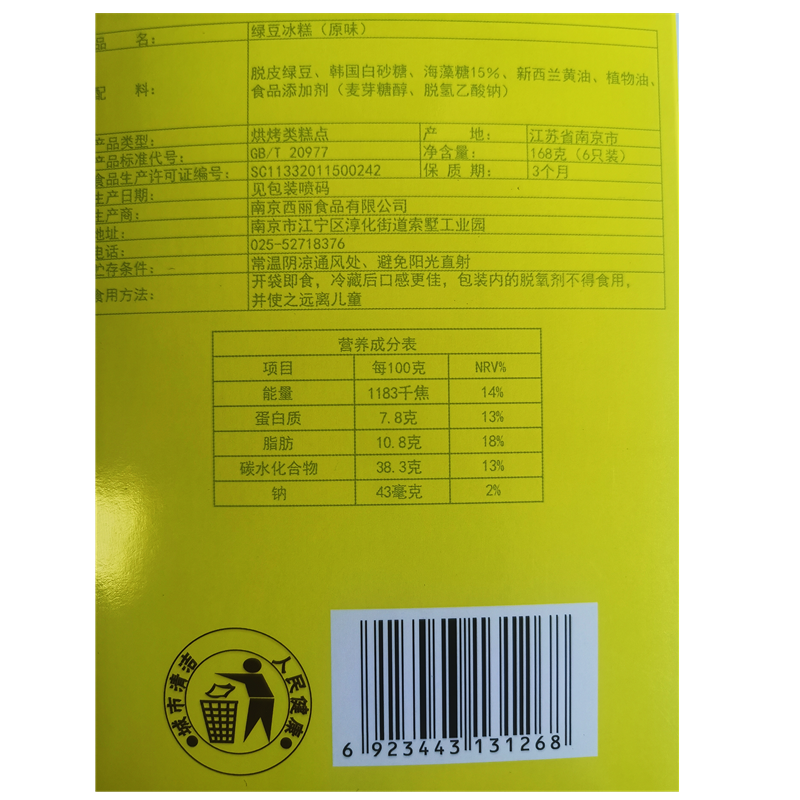 品 名： 绿豆冰糕（原味）
配 料： 脱皮绿豆、韩国白砂糖、海藻糖15%、新西兰黄油、植物油、
食品添加剂（麦芽糖醇、脱氢乙酸钠）
产品类型： 烘烤类糕点 产 地： 江苏省南京市
产品标准代号： GB/T 20977 净含量： 168克（6只装）
食品生产许可证编号： SC11332011500242 保 质 期： 3个月
生产日期： 见包装喷码
生产商： 南京西丽食品有限公司
地址： 南京市江宁区淳化街道索墅工业园
电话： 025-52718376
贮存条件： 常温阴凉通风处、避免阳光直射
食用方法： 开袋即食，冷藏后口感更佳，包装内的脱氧剂不得食用。
并使之远离儿童
营养成分表
项目 每100克 NRV%
能量 1183千焦 14%
蛋白质 7.8克 13%
脂肪 10.8克 18%
碳水化合物 38.3克 13%
钠 43毫克 2%
城市清洁 人民健康
6 923443 131268